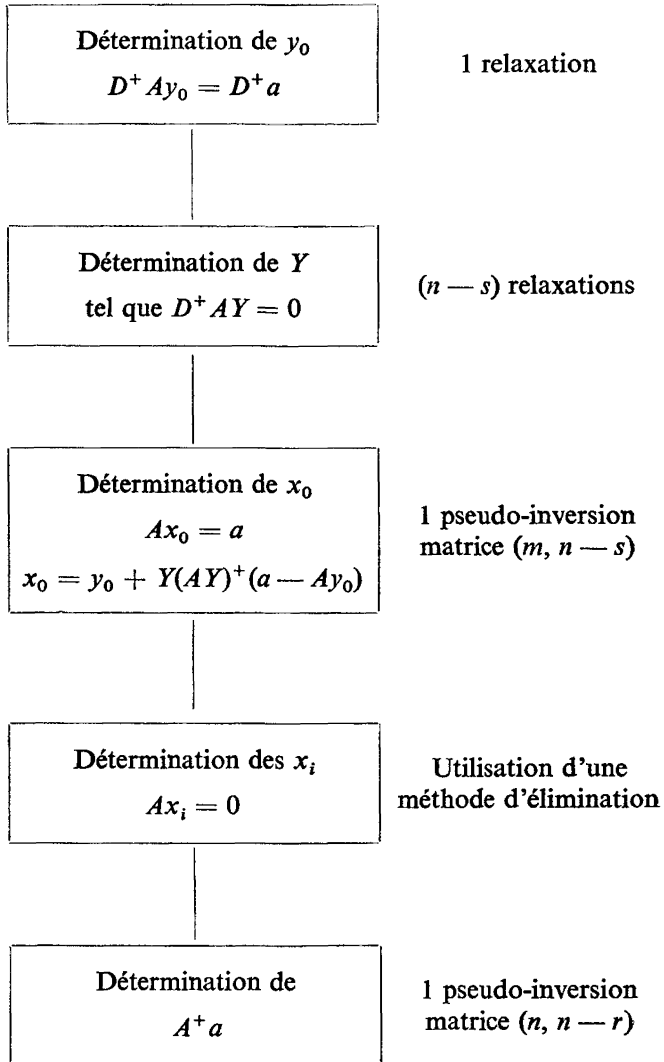 Détermination de y₀
D⁺ Ay₀ = D⁺ a
1 relaxation
Détermination de Y
tel que D⁺ AY = 0
(n — s) relaxations
Détermination de x₀
Ax₀ = a
x₀ = y₀ + Y(AY)⁺(a — Ay₀)
1 pseudo-inversion
matrice (m, n — s)
Détermination des xᵢ
Axᵢ = 0
Utilisation d'une
méthode d'élimination
Détermination de
A⁺ a
1 pseudo-inversion
matrice (n, n — r)